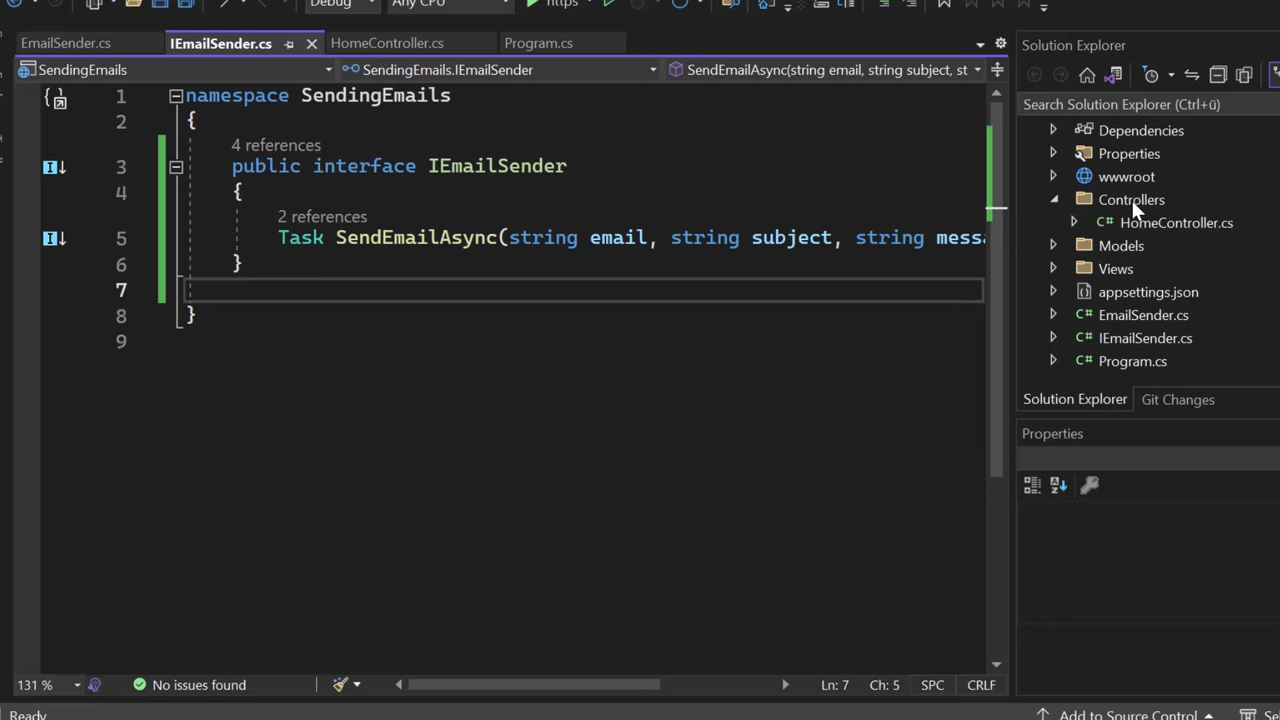 Debug
Any CPU
https
EmailSender.cs
IEmailSender.cs
HomeController.cs
Program.cs
SendingEmails
SendingEmails.IEmailSender
SendEmailAsync(string email, string subject, st
1 namespace SendingEmails
2 {
4 references
3 public interface IEmailSender
4 {
2 references
5 Task SendEmailAsync(string email, string subject, string messa
6 }
7
8 }
9
131 %
No issues found
Ln: 7
Ch: 5
SPC
CRLF
Ready
Solution Explorer
Search Solution Explorer (Ctrl+ü)
Dependencies
Properties
wwwroot
Controllers
C# HomeController.cs
Models
Views
appsettings.json
C# EmailSender.cs
C# IEmailSender.cs
C# Program.cs
Solution Explorer
Git Changes
Properties
Add to Source Control
Se